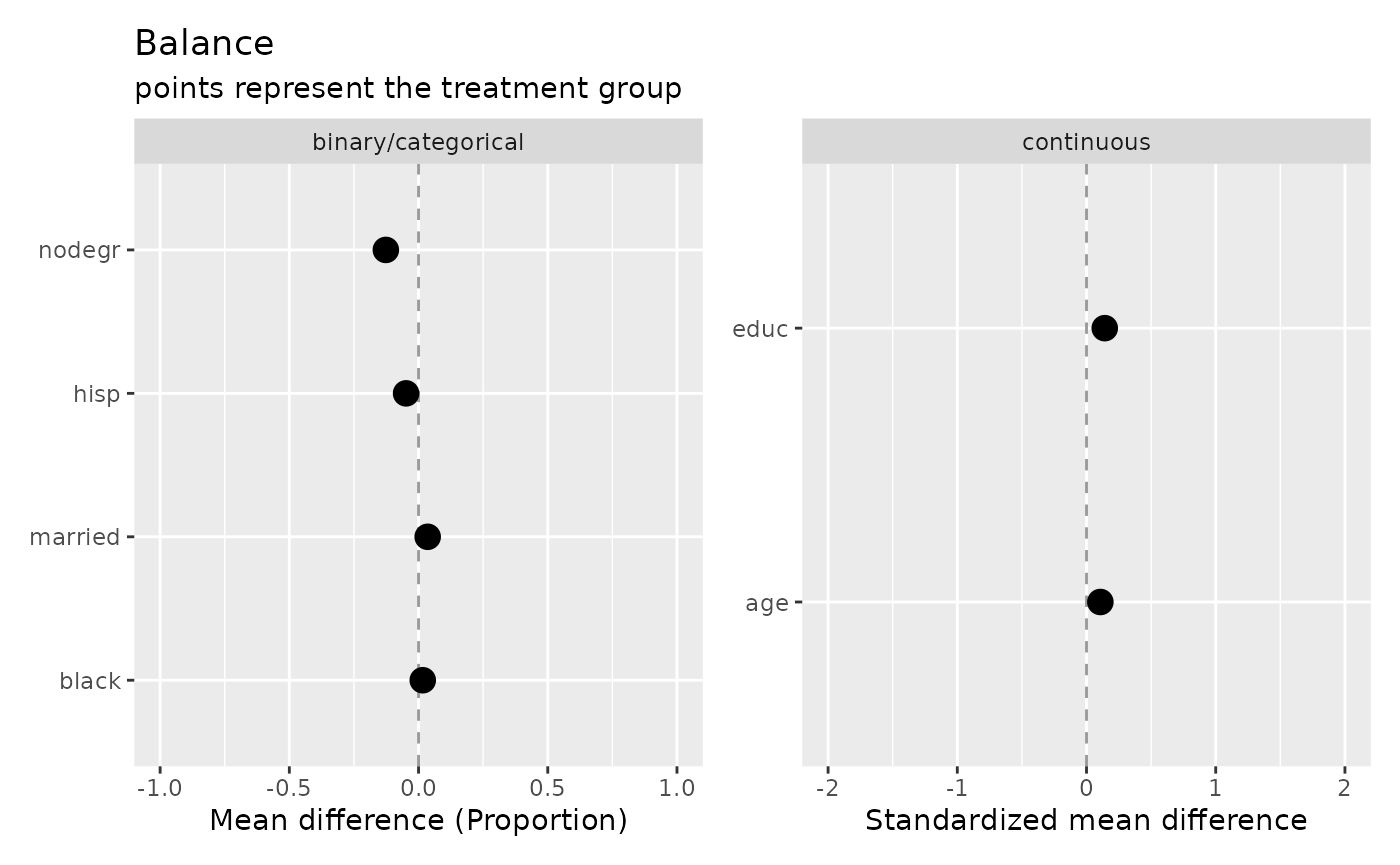 Balance
points represent the treatment group
binary/categorical
nodegr
hisp
married
black
-1.0 -0.5 0.0 0.5 1.0
Mean difference (Proportion)
continuous
educ
age
-2 -1 0 1 2
Standardized mean difference